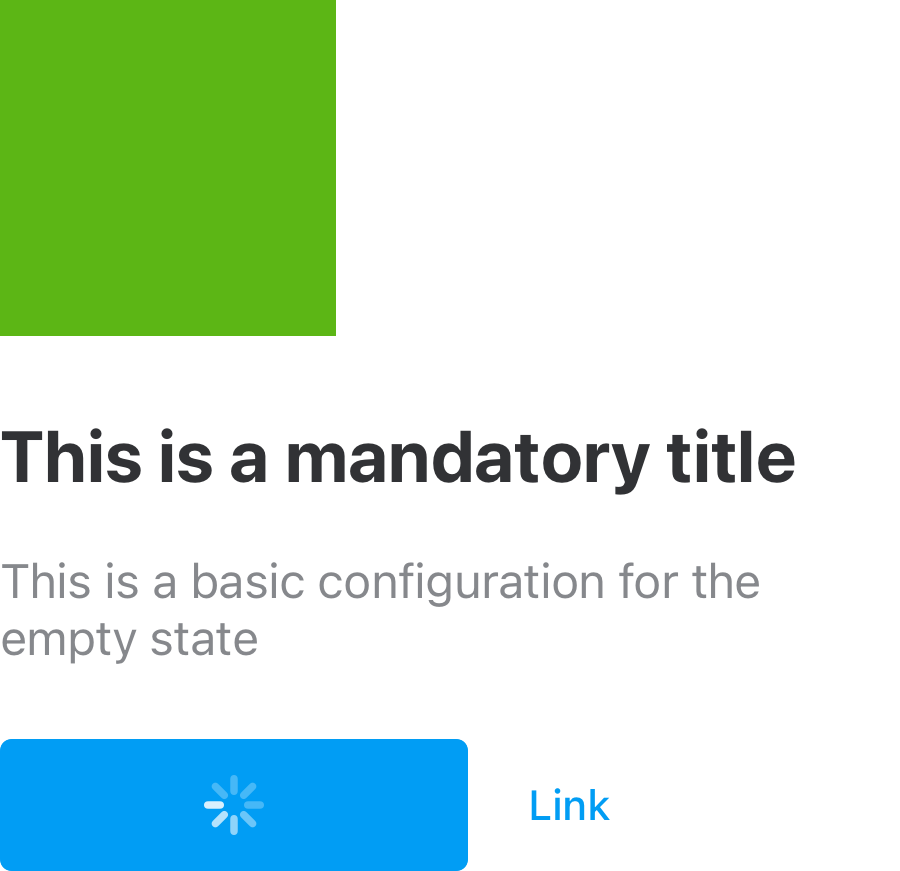 This is a mandatory title
This is a basic configuration for the
empty state
Link